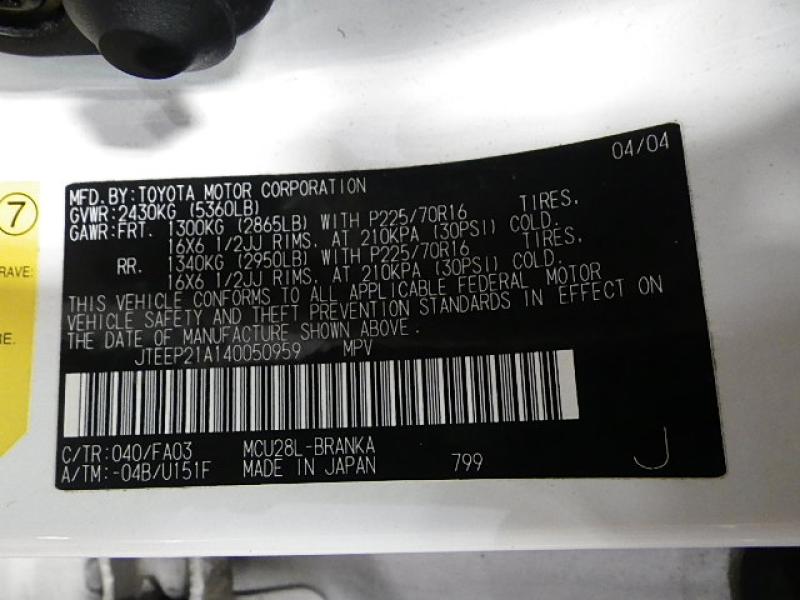 04/04
MFD. BY: TOYOTA MOTOR CORPORATION
GVWR: 2430KG (5360LB)
GAWR: FRT. 1300KG (2865LB) WITH P225/70R16 TIRES.
16X6 1/2JJ RIMS. AT 210KPA (30PSI) COLD.
RR. 1340KG (2950LB) WITH P225/70R16 TIRES.
16X6 1/2JJ RIMS. AT 210KPA (30PSI) COLD.
THIS VEHICLE CONFORMS TO ALL APPLICABLE FEDERAL MOTOR
VEHICLE SAFETY AND THEFT PREVENTION STANDARDS IN EFFECT ON
THE DATE OF MANUFACTURE SHOWN ABOVE.
JTEEP21A140050959 MPV
C/TR: 040/FA03 MCU28L-BRANKA
A/TM: -04B/U151F MADE IN JAPAN 799 J
7
RAVE:
RE.